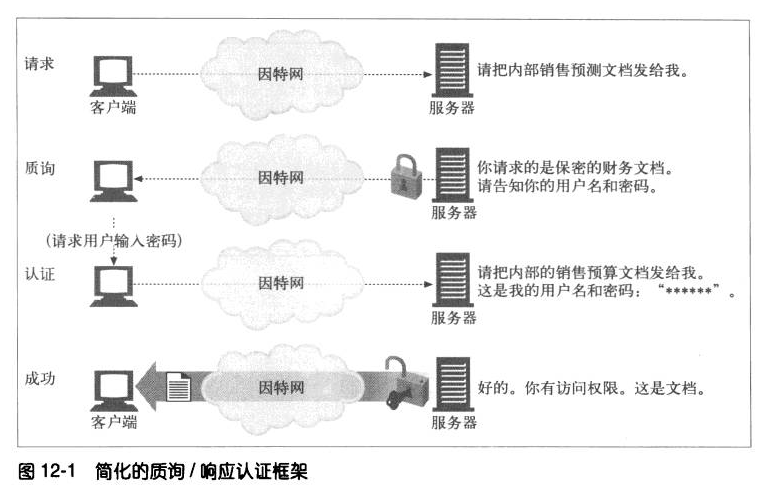 请求
因特网
请把内部销售预测文档发给我。
客户端
服务器
质询
因特网
你请求的是保密的财务文档。
请告知你的用户名和密码。
服务器
(请求用户输入密码)
认证
因特网
请把内部的销售预算文档发给我。
这是我的用户名和密码：“******”。
服务器
成功
因特网
好的。你有访问权限。这是文档。
客户端
服务器
图 12-1 简化的质询 / 响应认证框架